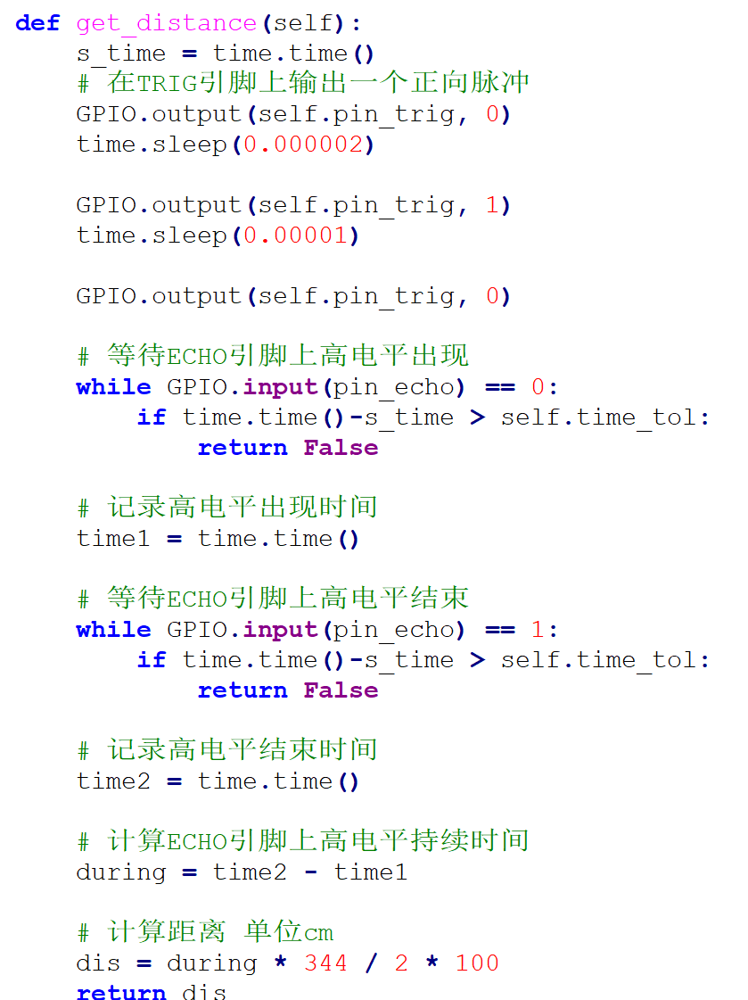 def get_distance(self):
    s_time = time.time()
    # 在TRIG引脚上输出一个正向脉冲
    GPIO.output(self.pin_trig, 0)
    time.sleep(0.000002)

    GPIO.output(self.pin_trig, 1)
    time.sleep(0.00001)

    GPIO.output(self.pin_trig, 0)

    # 等待ECHO引脚上高电平出现
    while GPIO.input(pin_echo) == 0:
        if time.time()-s_time > self.time_tol:
            return False

    # 记录高电平出现时间
    time1 = time.time()

    # 等待ECHO引脚上高电平结束
    while GPIO.input(pin_echo) == 1:
        if time.time()-s_time > self.time_tol:
            return False

    # 记录高电平结束时间
    time2 = time.time()

    # 计算ECHO引脚上高电平持续时间
    during = time2 - time1

    # 计算距离 单位cm
    dis = during * 344 / 2 * 100
    return dis